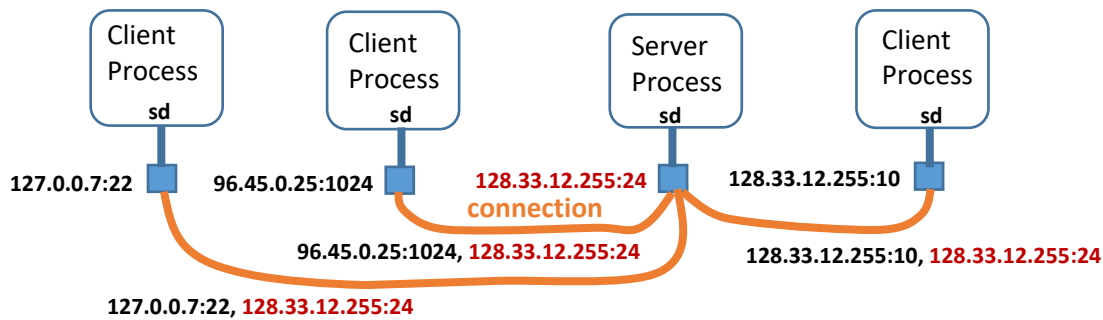 Client
Process
sd
Client
Process
sd
Server
Process
sd
Client
Process
sd
127.0.0.7:22
96.45.0.25:1024
128.33.12.255:24
128.33.12.255:10
connection
96.45.0.25:1024, 128.33.12.255:24
128.33.12.255:10, 128.33.12.255:24
127.0.0.7:22, 128.33.12.255:24